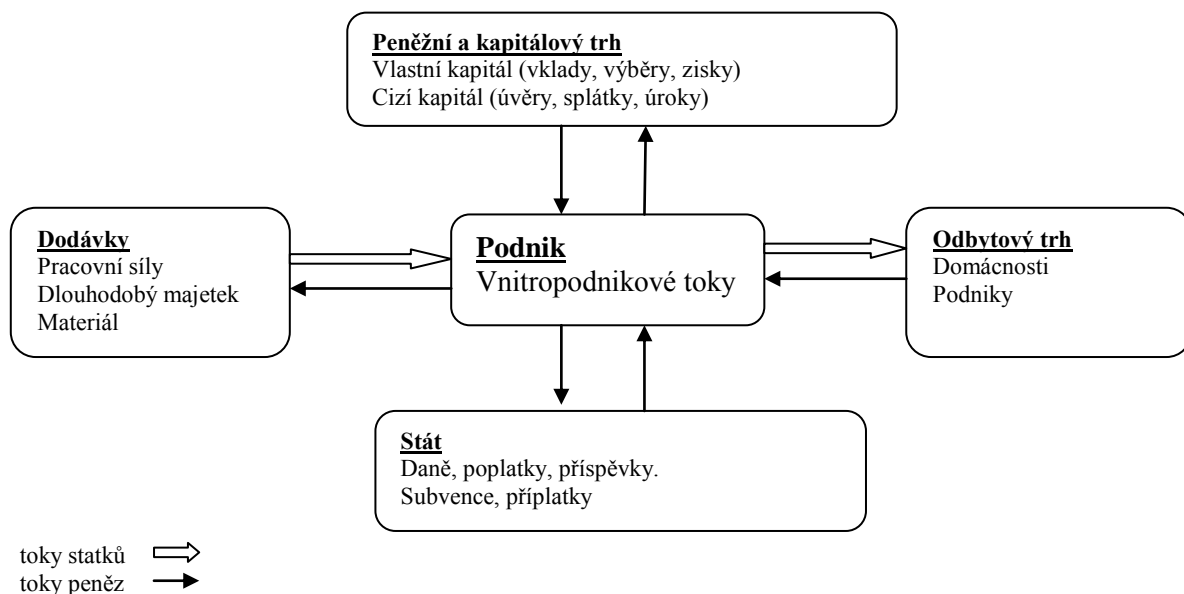 Peněžní a kapitálový trh
Vlastní kapitál (vklady, výběry, zisky)
Cizí kapitál (úvěry, splátky, úroky)
Dodávky
Pracovní síly
Dlouhodobý majetek
Materiál
Podnik
Vnitropodnikové toky
Odbytový trh
Domácnosti
Podniky
Stát
Daně, poplatky, příspěvky.
Subvence, příplatky
toky statků
toky peněz